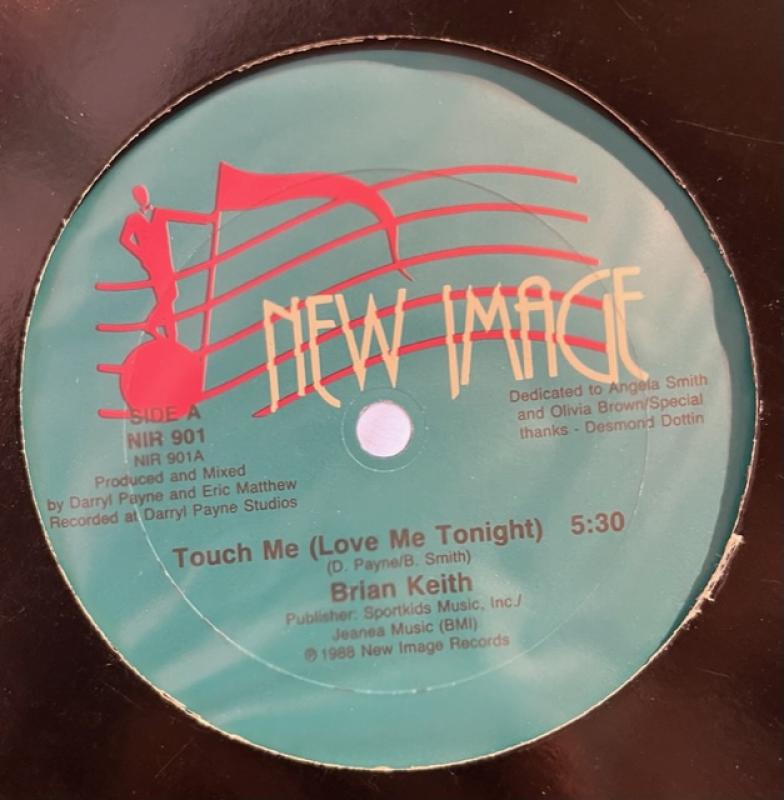 NEW IMAGE
Dedicated to Angela Smith
and Olivia Brown/Special
thanks - Desmond Dottin
SIDE A
NIR 901
NIR 901A
Produced and Mixed
by Darryl Payne and Eric Matthew
Recorded at Darryl Payne Studios
Touch Me (Love Me Tonight) 5:30
(D. Payne/B. Smith)
Brian Keith
Publisher: Sportkids Music, Inc./
Jeanea Music (BMI)
℗ 1988 New Image Records